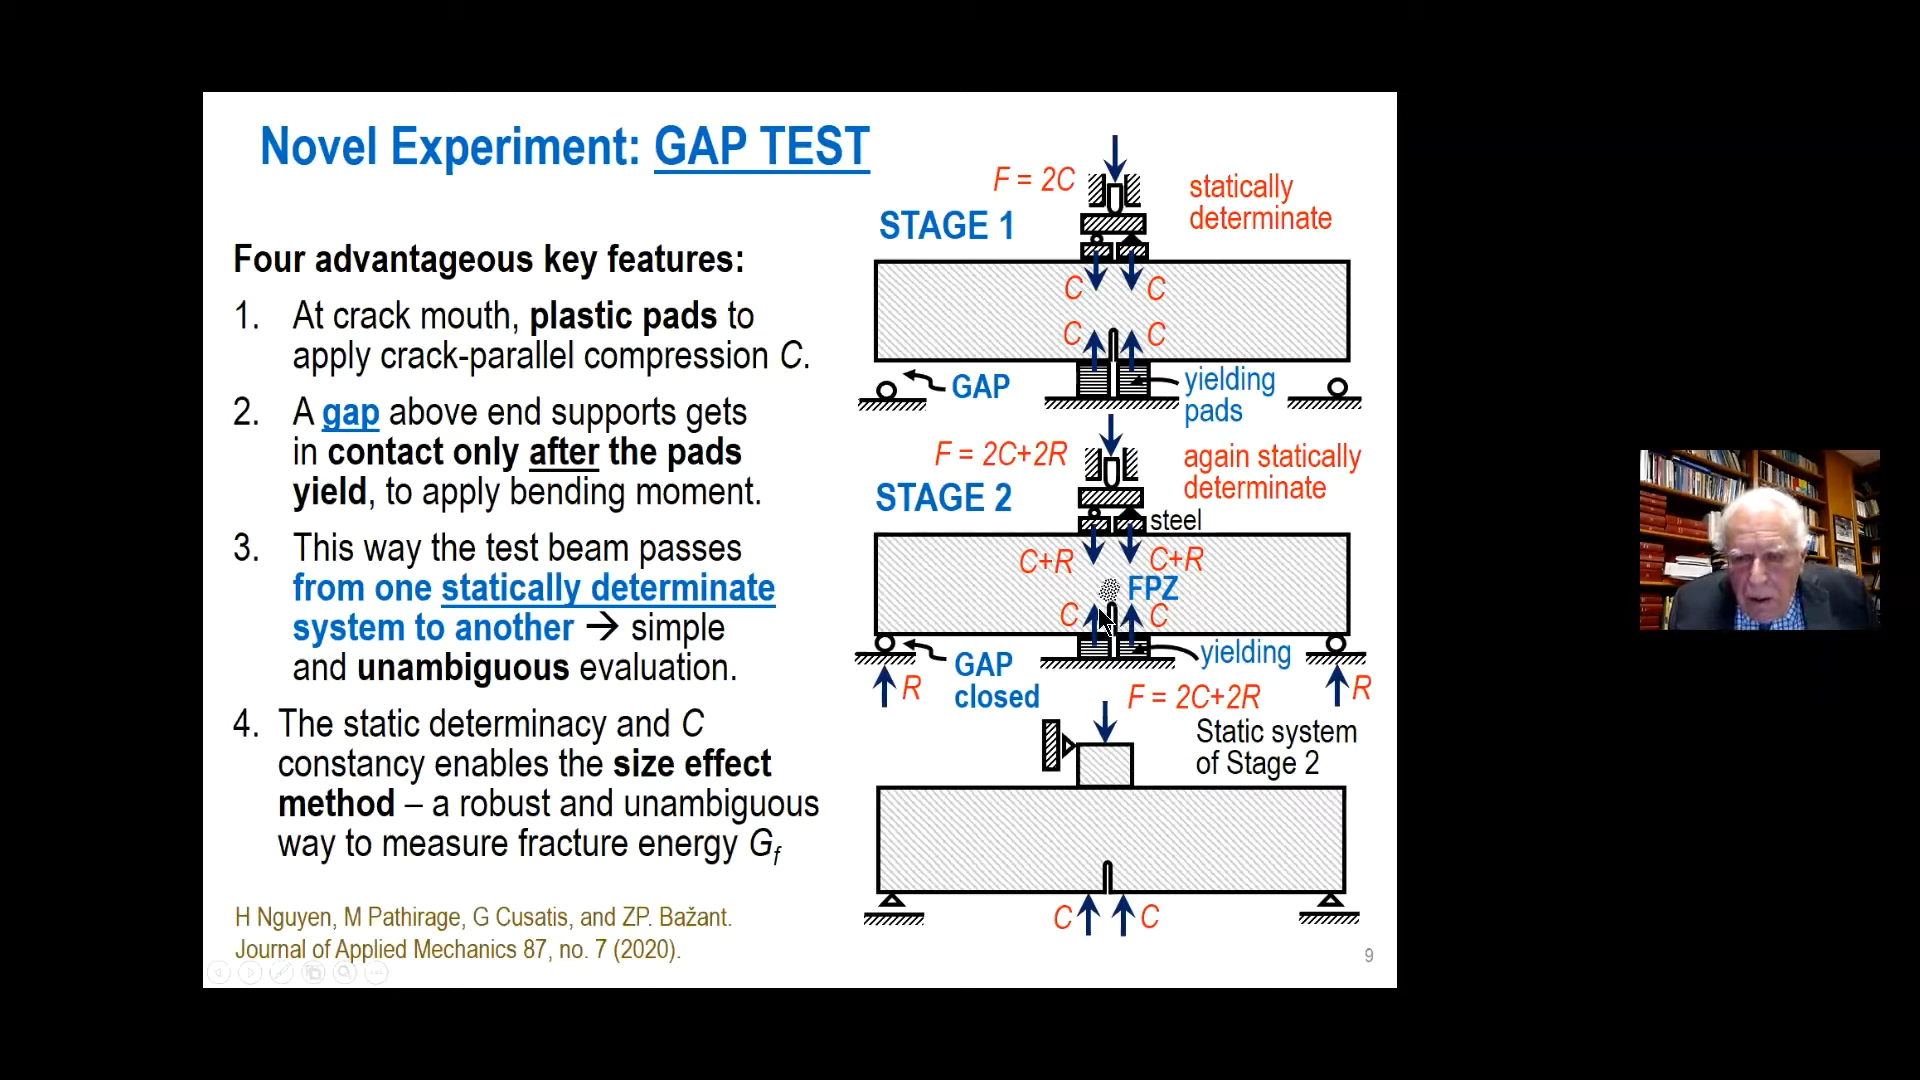 Novel Experiment: GAP TEST
Four advantageous key features:
1. At crack mouth, plastic pads to
apply crack-parallel compression C.
2. A gap above end supports gets
in contact only after the pads
yield, to apply bending moment.
3. This way the test beam passes
from one statically determinate
system to another → simple
and unambiguous evaluation.
4. The static determinacy and C
constancy enables the size effect
method – a robust and unambiguous
way to measure fracture energy Gf
H Nguyen, M Pathirage, G Cusatis, and ZP. Bažant.
Journal of Applied Mechanics 87, no. 7 (2020).
F = 2C
statically
determinate
STAGE 1
C C
C C
GAP
yielding
pads
F = 2C+2R
again statically
determinate
STAGE 2
steel
C+R C+R
FPZ
C C
GAP
closed
yielding
R R
F = 2C+2R
Static system
of Stage 2
C C
9